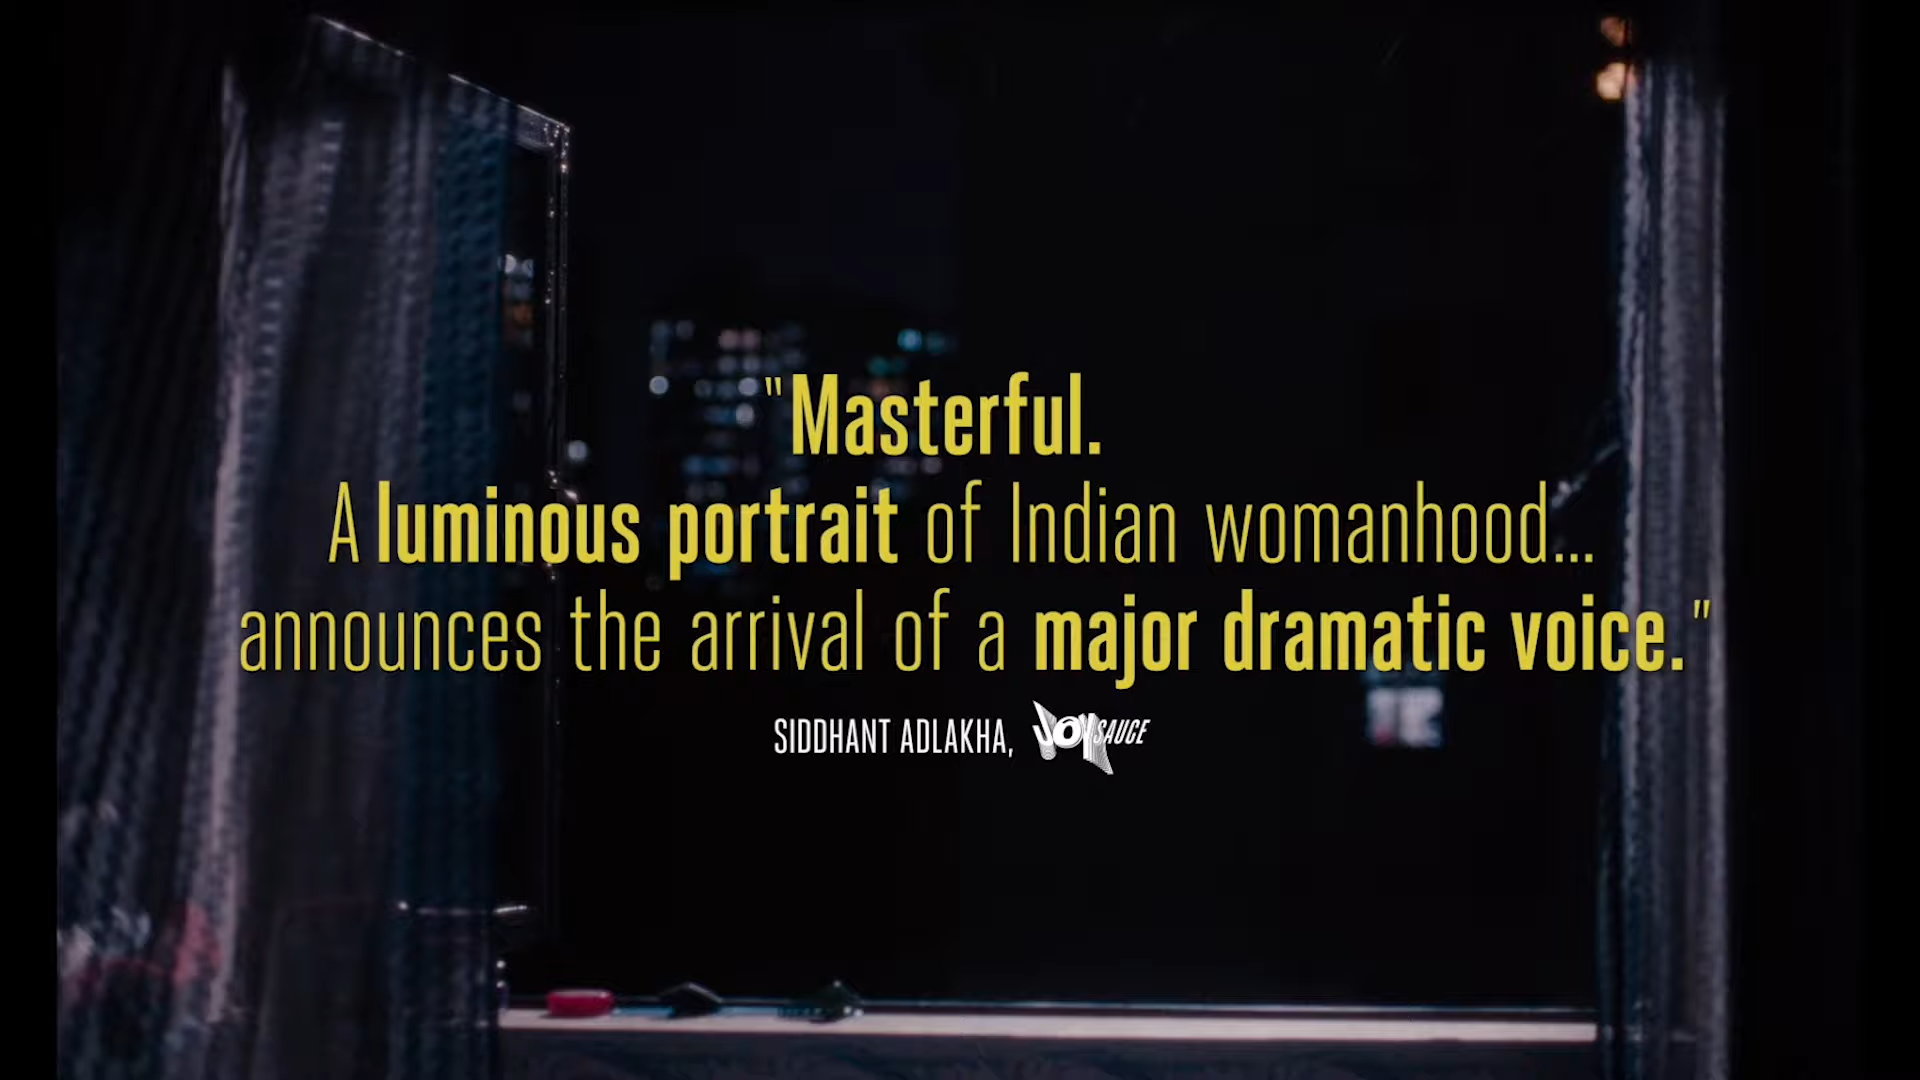 "Masterful.
A luminous portrait of Indian womanhood...
announces the arrival of a major dramatic voice."
SIDDHANT ADLAKHA, JOYSAUCE